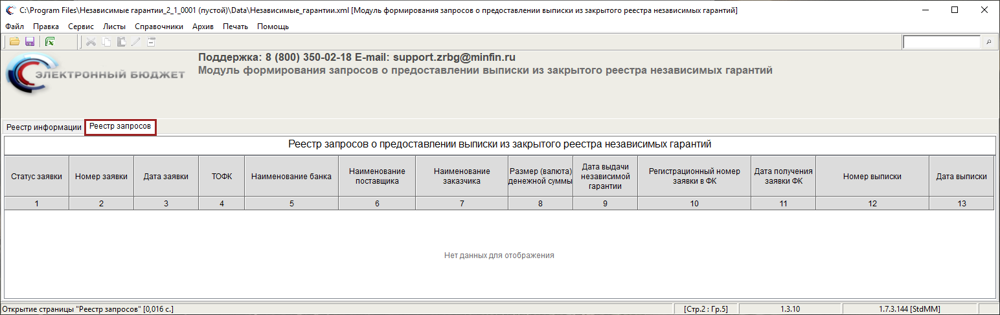 C:\Program Files\Независимые гарантии_2_1_0001 (пустой)\Data\Независимые_гарантии.xml [Модуль формирования запросов о предоставлении выписки из закрытого реестра независимых гарантий]
Файл Правка Сервис Листы Справочники Архив Печать Помощь
ЭЛЕКТРОННЫЙ БЮДЖЕТ
Поддержка: 8 (800) 350-02-18 E-mail: support.zrbg@minfin.ru
Модуль формирования запросов о предоставлении выписки из закрытого реестра независимых гарантий
Реестр информации Реестр запросов
Реестр запросов о предоставлении выписки из закрытого реестра независимых гарантий
Статус заявки
Номер заявки
Дата заявки
ТОФК
Наименование банка
Наименование
поставщика
Наименование
заказчика
Размер (валюта)
денежной суммы
Дата выдачи
независимой
гарантии
Регистрационный номер
заявки в ФК
Дата получения
заявки ФК
Номер выписки
Дата выписки
1 2 3 4 5 6 7 8 9 10 11 12 13
Нет данных для отображения
Открытие страницы "Реестр запросов" [0,016 с.] [Стр.2 : Гр.5] 1.3.10 1.7.3.144 [StdMM]